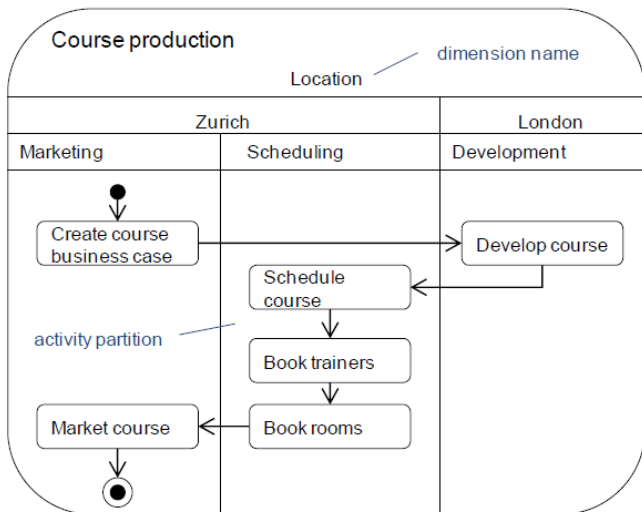 Course production
dimension name
Location
Zurich
London
Marketing
Scheduling
Development
Create course
business case
Develop course
Schedule
course
activity partition
Book trainers
Market course
Book rooms